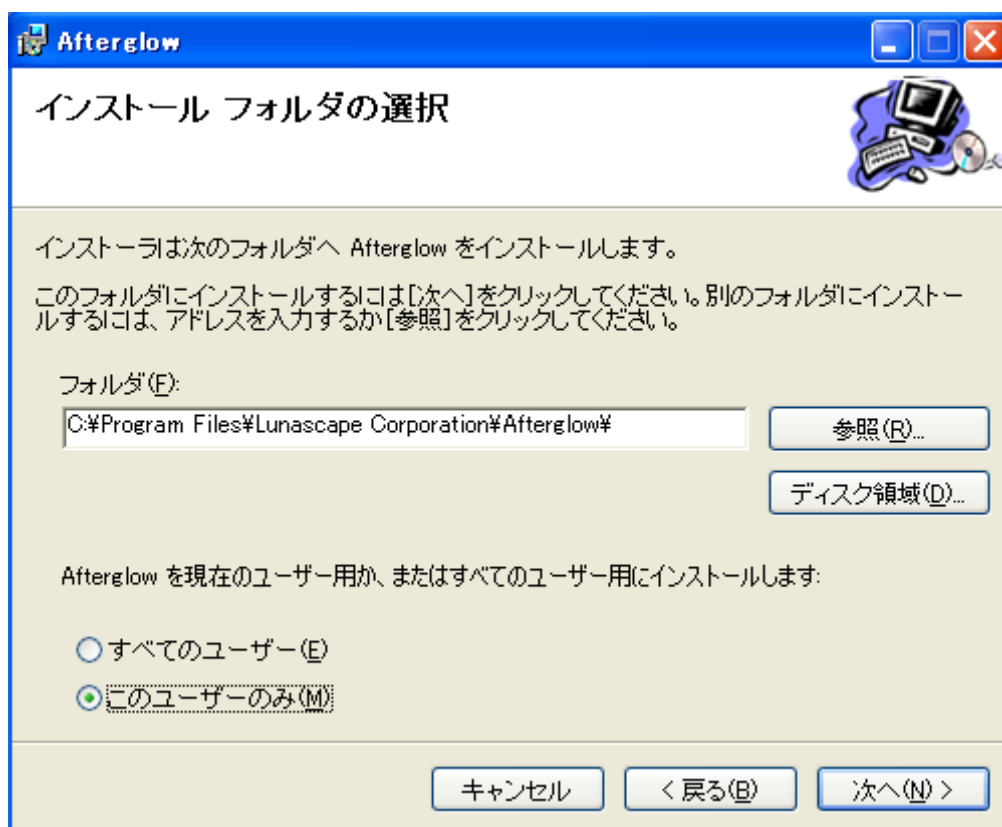 Afterglow
インストール フォルダの選択
インストーラは次のフォルダへ Afterglow をインストールします。
このフォルダにインストールするには[次へ]をクリックしてください。別のフォルダにインストー
ルするには、アドレスを入力するか[参照]をクリックしてください。
フォルダ(F):
C:¥Program Files¥Lunascape Corporation¥Afterglow¥
参照(R)...
ディスク領域(D)...
Afterglow を現在のユーザー用か、またはすべてのユーザー用にインストールします:
すべてのユーザー(E)
このユーザーのみ(M)
キャンセル
< 戻る(B)
次へ(N) >